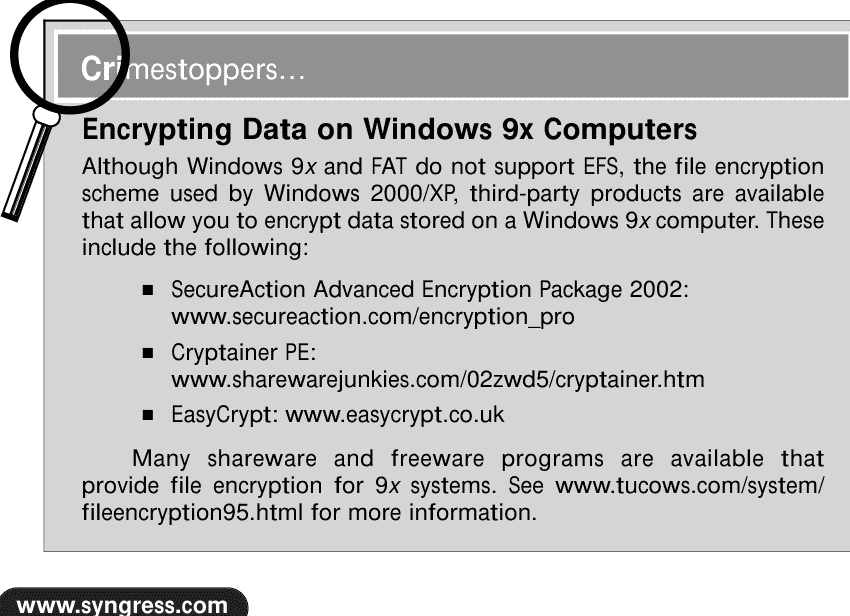 Crimestoppers…
Encrypting Data on Windows 9x Computers
Although Windows 9x and FAT do not support EFS, the file encryption
scheme used by Windows 2000/XP, third-party products are available
that allow you to encrypt data stored on a Windows 9x computer. These
include the following:
■ SecureAction Advanced Encryption Package 2002:
www.secureaction.com/encryption_pro
■ Cryptainer PE:
www.sharewarejunkies.com/02zwd5/cryptainer.htm
■ EasyCrypt: www.easycrypt.co.uk
Many shareware and freeware programs are available that
provide file encryption for 9x systems. See www.tucows.com/system/
fileencryption95.html for more information.
www.syngress.com